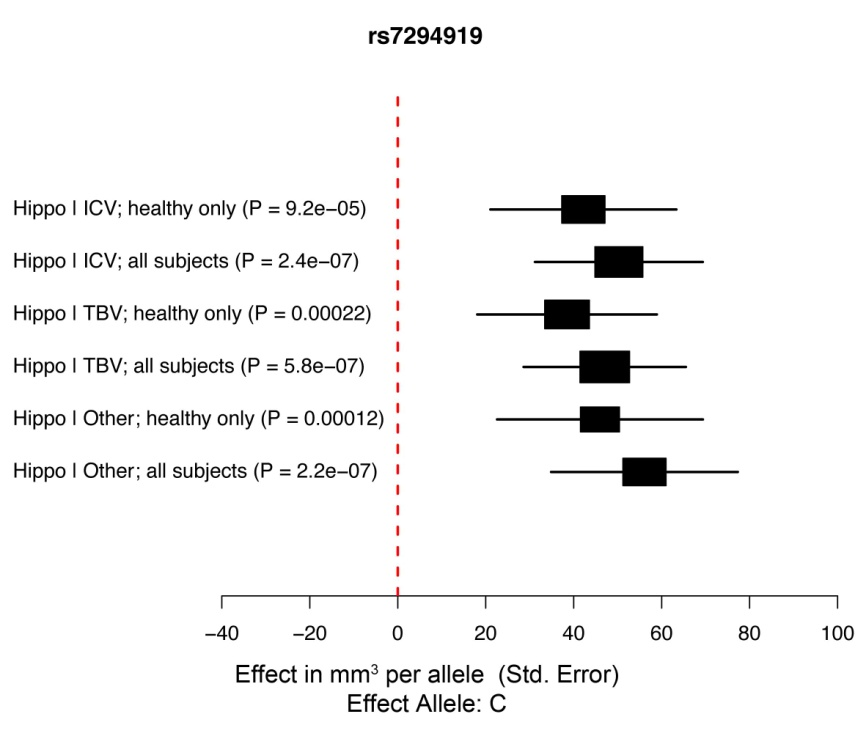 rs7294919
Hippo | ICV; healthy only (P = 9.2e−05)
Hippo | ICV; all subjects (P = 2.4e−07)
Hippo | TBV; healthy only (P = 0.00022)
Hippo | TBV; all subjects (P = 5.8e−07)
Hippo | Other; healthy only (P = 0.00012)
Hippo | Other; all subjects (P = 2.2e−07)
−40 −20 0 20 40 60 80 100
Effect in mm³ per allele (Std. Error)
Effect Allele: C